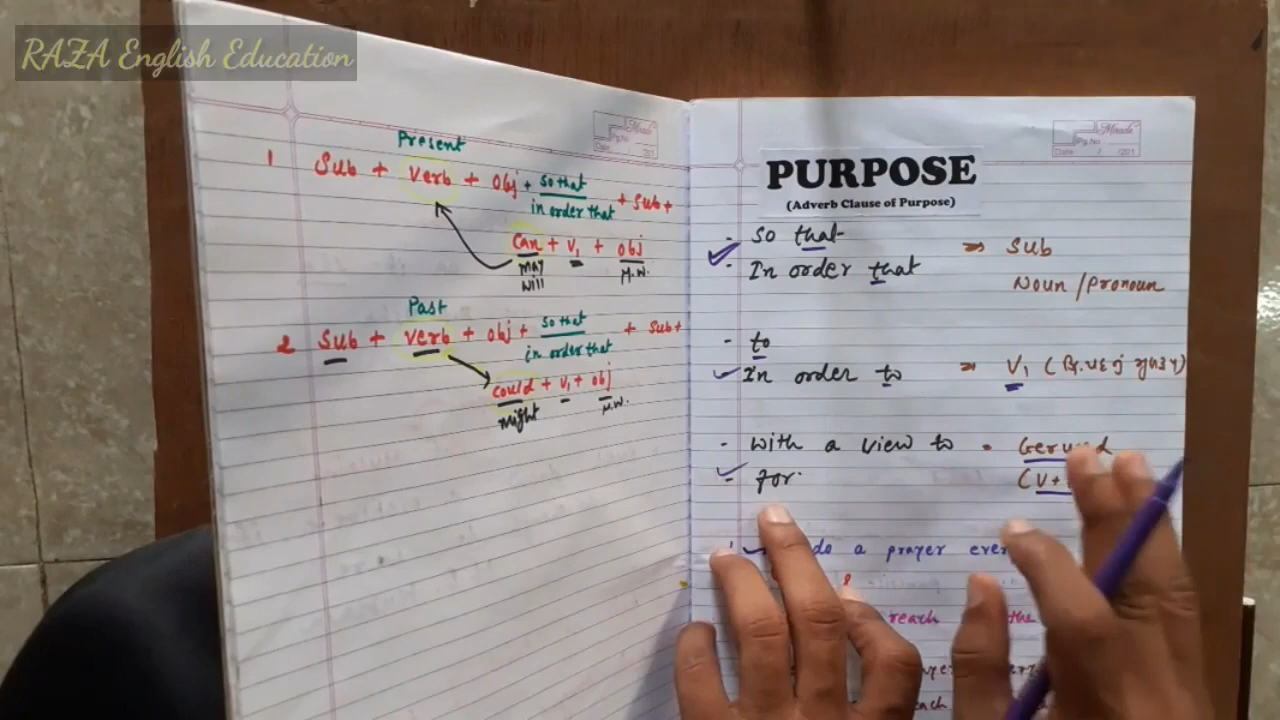 RAZA English Education
Present
1 Sub + verb + Obj + so that + Sub +
in order that
can + V1 + obj
may
will
M.W.
Past
2 Sub + verb + obj + so that + Sub +
in order that
could + V1 + obj
might
M.W.
PURPOSE
(Adverb Clause of Purpose)
- so that
- In order that
⇒ Sub
Noun / Pronoun
- to
In order to ⇒ V1
- with a view to = Gerund
- for. (V+
do a prayer
reach the